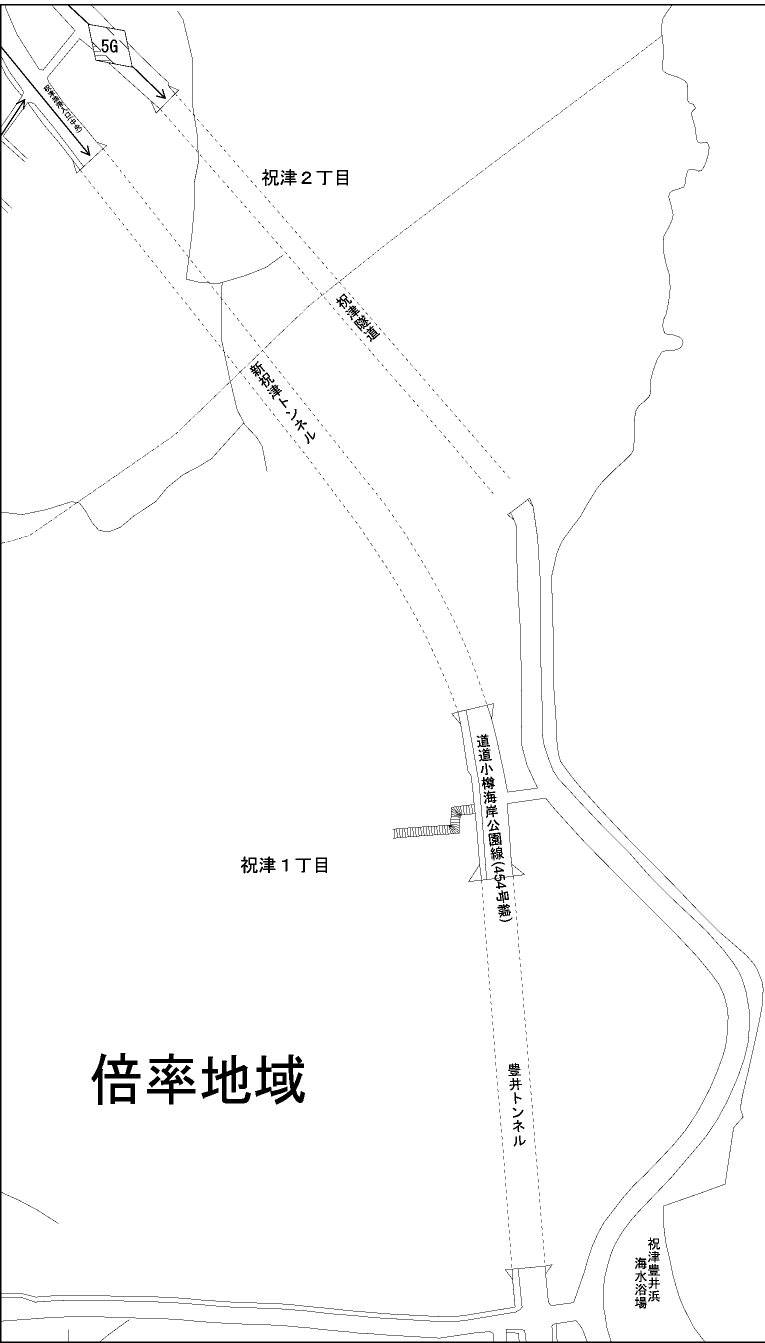 5G
祝津２丁目
祝津隧道
新祝津トンネル
道道小樽海岸公園線(454号線)
祝津１丁目
倍率地域
豊井トンネル
祝津豊井浜
海水浴場